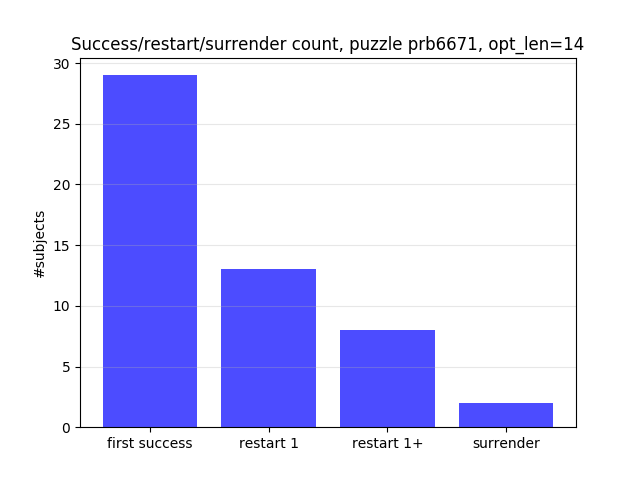 Success/restart/surrender count, puzzle prb6671, opt_len=14
30
25
20
15
10
5
0
#subjects
first success
restart 1
restart 1+
surrender